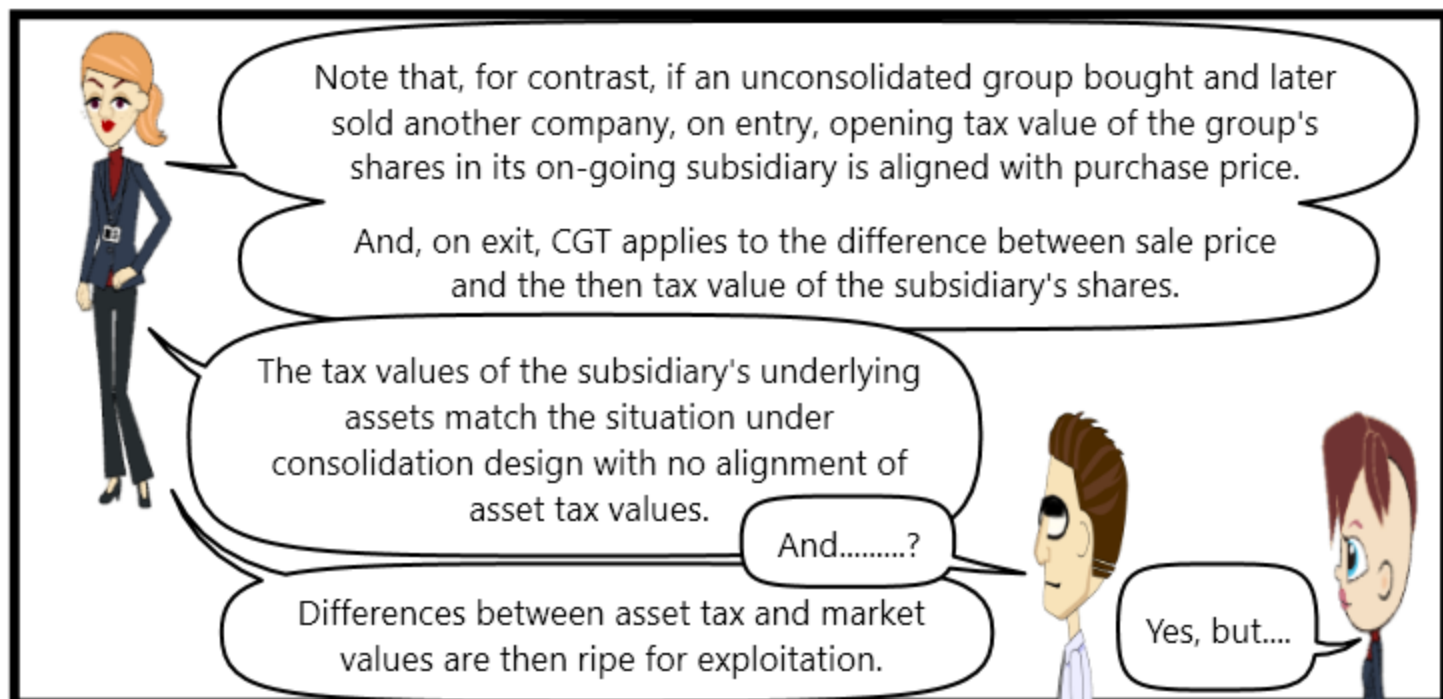 Note that, for contrast, if an unconsolidated group bought and later
sold another company, on entry, opening tax value of the group's
shares in its on-going subsidiary is aligned with purchase price.
And, on exit, CGT applies to the difference between sale price
and the then tax value of the subsidiary's shares.
The tax values of the subsidiary's underlying
assets match the situation under
consolidation design with no alignment of
asset tax values.
And.........?
Differences between asset tax and market
values are then ripe for exploitation.
Yes, but....